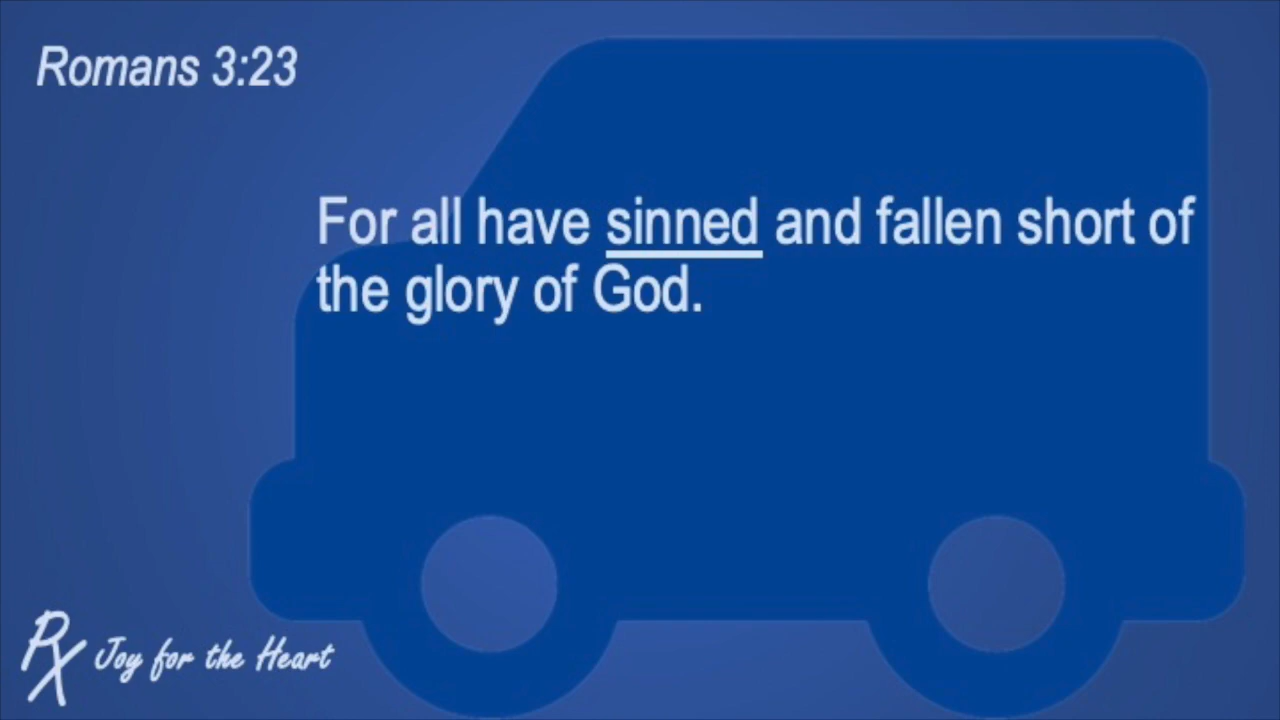 Romans 3:23
For all have sinned and fallen short of
the glory of God.
Rx Joy for the Heart